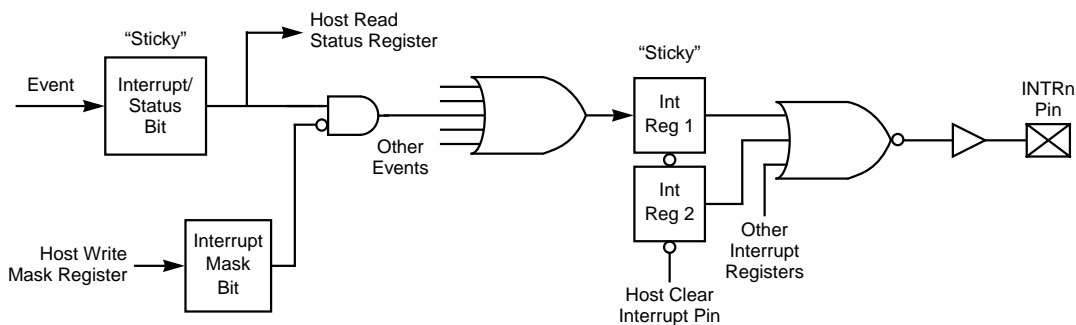 Host Read
Status Register
“Sticky”
Event
Interrupt/
Status
Bit
Other
Events
“Sticky”
Int
Reg 1
Int
Reg 2
INTRn
Pin
Host Write
Mask Register
Interrupt
Mask
Bit
Other
Interrupt
Registers
Host Clear
Interrupt Pin